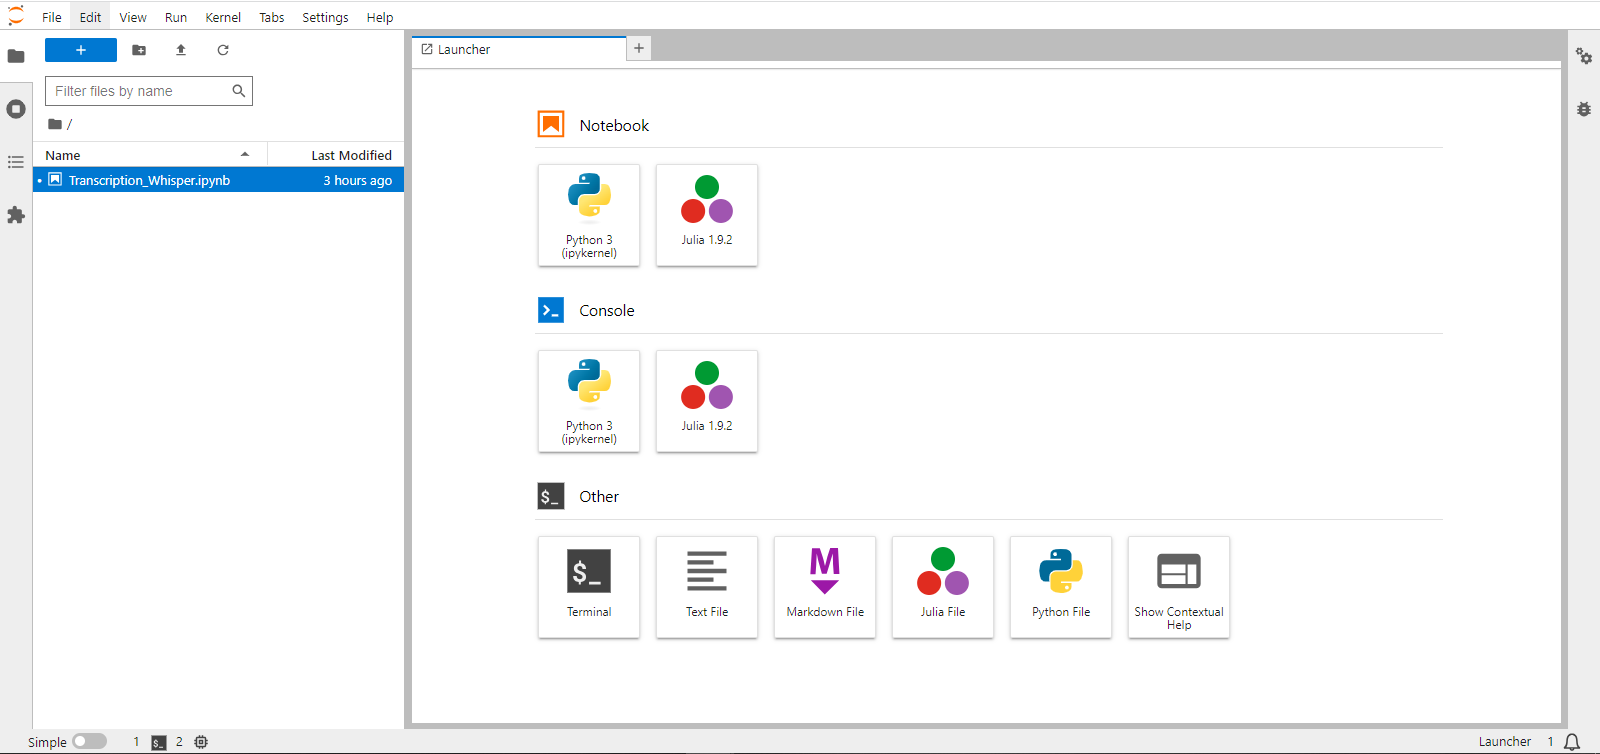 File Edit View Run Kernel Tabs Settings Help
+
Filter files by name
/
Name Last Modified
Transcription_Whisper.ipynb 3 hours ago
Launcher +
Notebook
Python 3
(ipykernel)
Julia 1.9.2
Console
Python 3
(ipykernel)
Julia 1.9.2
$_ Other
$_
Terminal
Text File
M
Markdown File
Julia File
Python File
Show Contextual
Help
Simple 1 $_ 2 Launcher 1